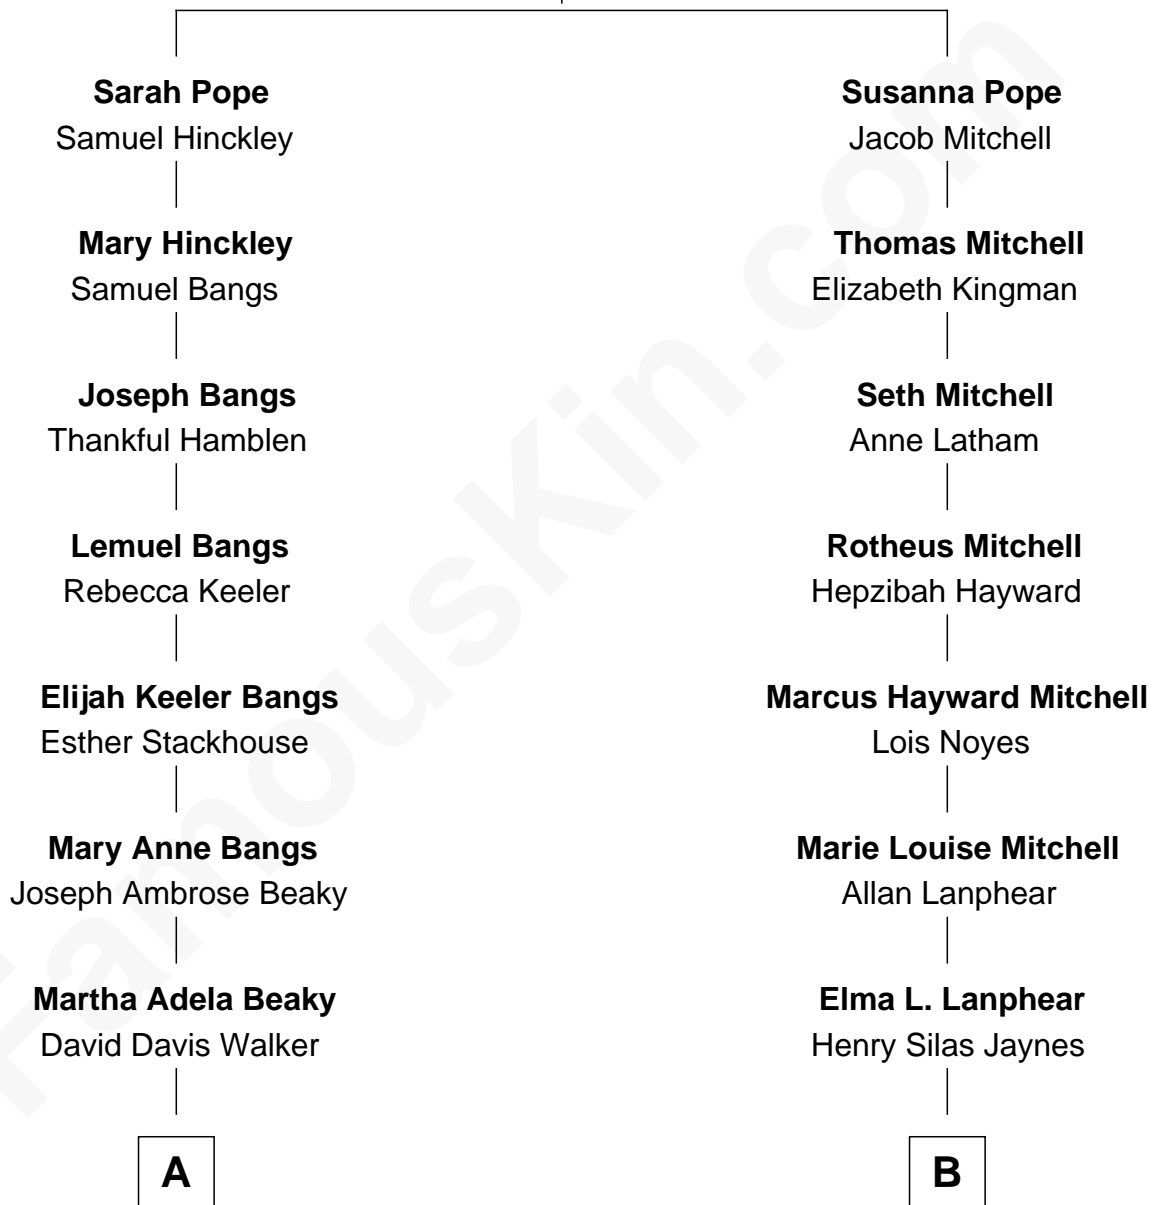 Sarah Pope
Samuel Hinckley
Mary Hinckley
Samuel Bangs
Joseph Bangs
Thankful Hamblen
Lemuel Bangs
Rebecca Keeler
Elijah Keeler Bangs
Esther Stackhouse
Mary Anne Bangs
Joseph Ambrose Beaky
Martha Adela Beaky
David Davis Walker
A
Susanna Pope
Jacob Mitchell
Thomas Mitchell
Elizabeth Kingman
Seth Mitchell
Anne Latham
Rotheus Mitchell
Hepzibah Hayward
Marcus Hayward Mitchell
Lois Noyes
Marie Louise Mitchell
Allan Lanphear
Elma L. Lanphear
Henry Silas Jaynes
B
FamousKin.com